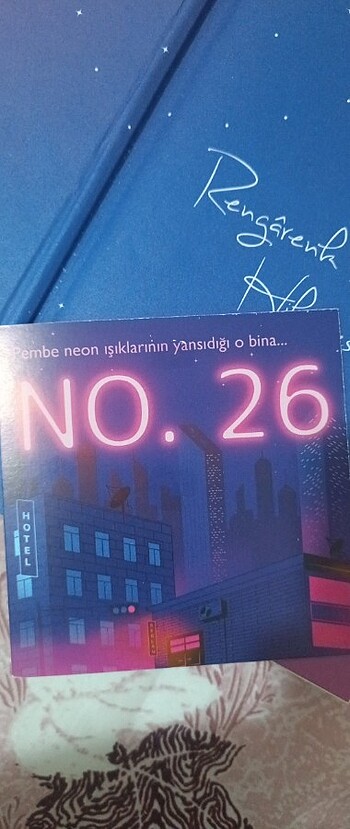 Rengârenk
Pembe neon ışıklarının yansıdığı o bina...
NO. 26
HOTEL